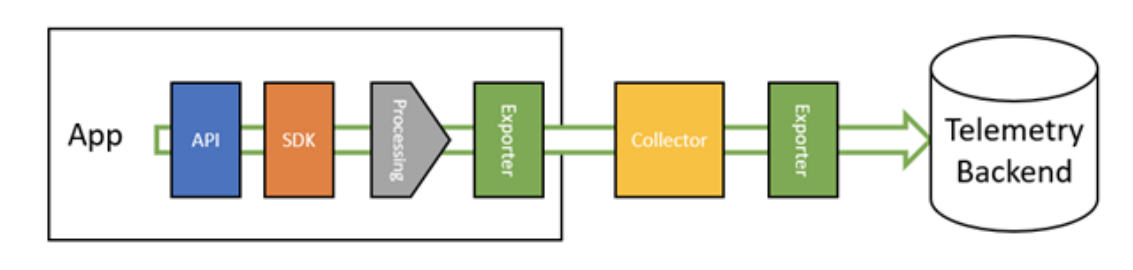 App
API
SDK
Processing
Exporter
Collector
Exporter
Telemetry
Backend